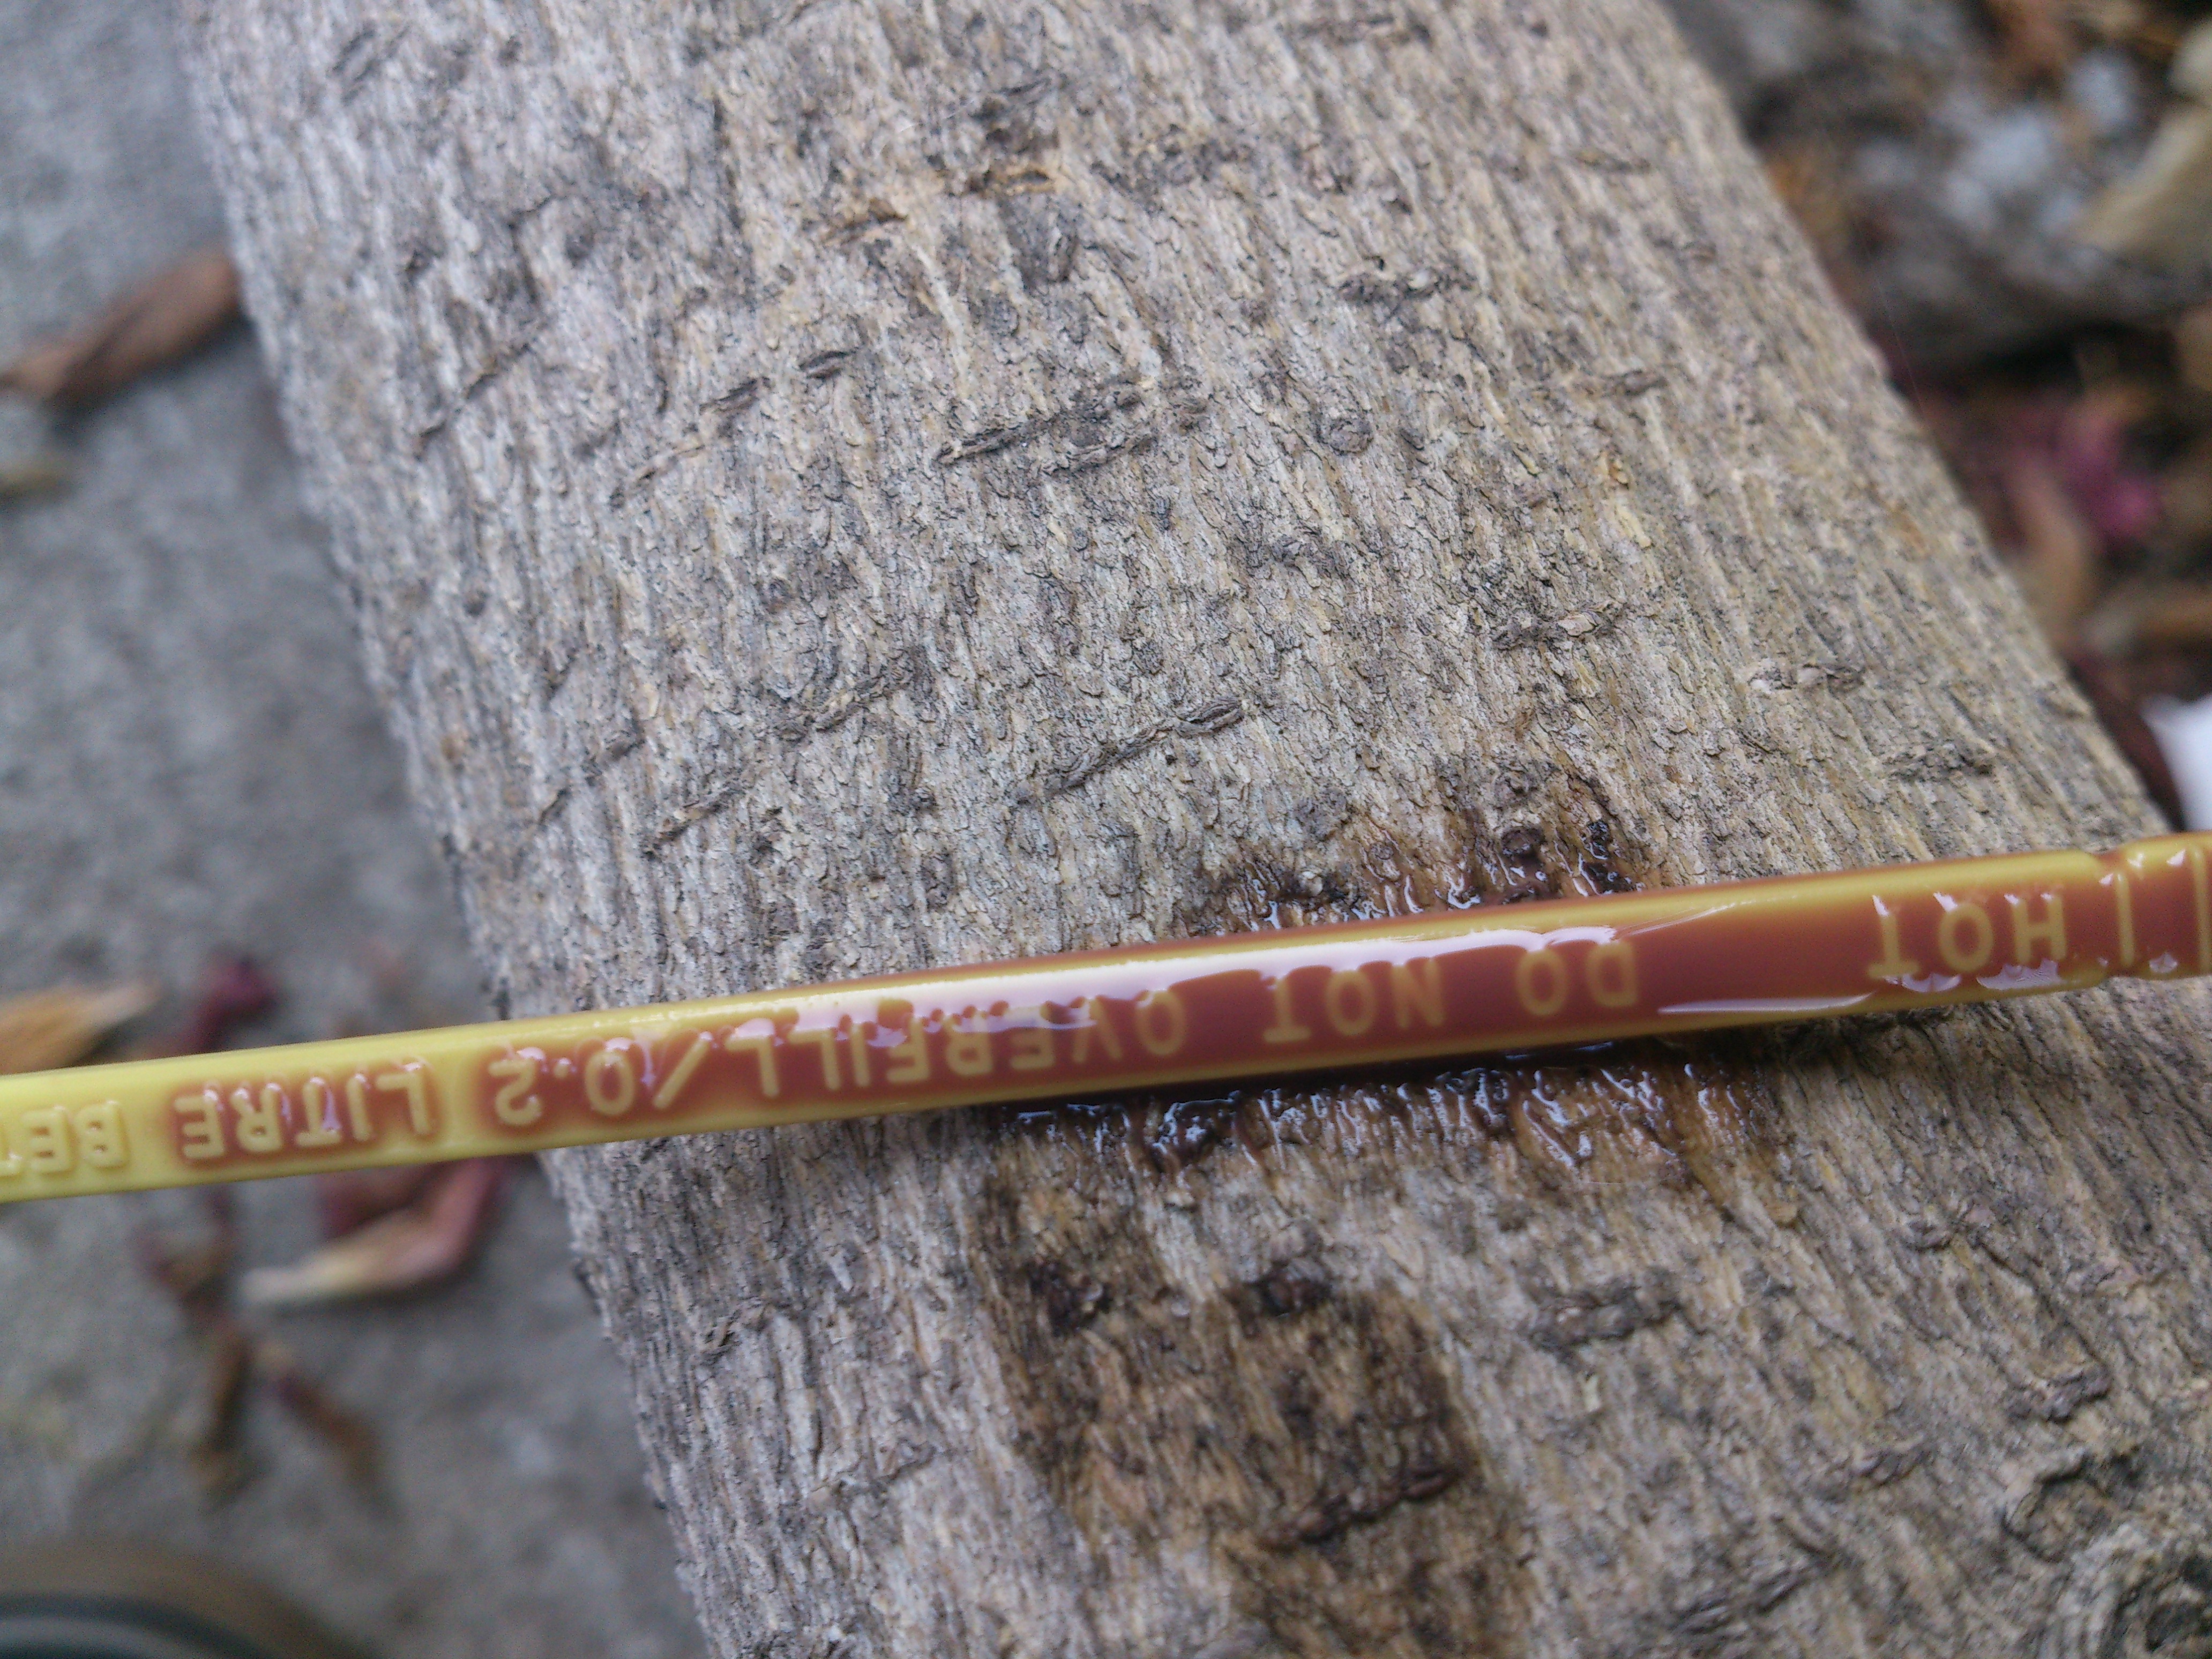 HOT DO NOT OVERFILL/0.2 LITRE BET